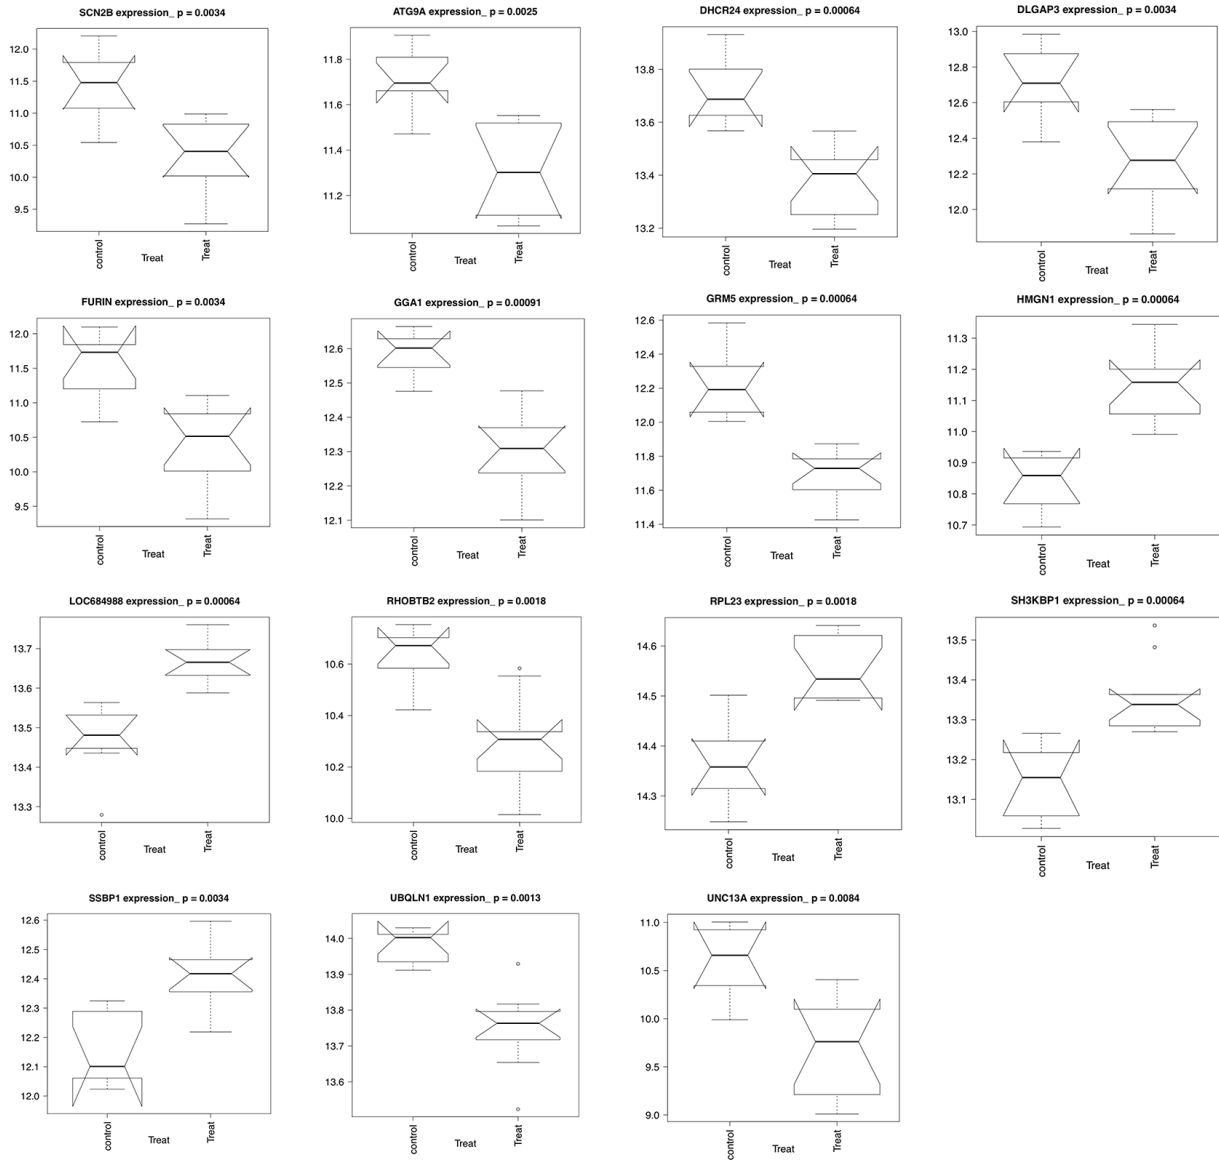 SCN2B expression_ p = 0.0034
12.0
11.5
11.0
10.5
10.0
9.5
control
Treat
Treat
ATG9A expression_ p = 0.0025
11.8
11.6
11.4
11.2
control
Treat
Treat
DHCR24 expression_ p = 0.00064
13.8
13.6
13.4
13.2
control
Treat
Treat
DLGAP3 expression_ p = 0.0034
13.0
12.8
12.6
12.4
12.2
12.0
control
Treat
Treat
FURIN expression_ p = 0.0034
12.0
11.5
11.0
10.5
10.0
9.5
control
Treat
Treat
GGA1 expression_ p = 0.00091
12.6
12.5
12.4
12.3
12.2
12.1
control
Treat
Treat
GRM5 expression_ p = 0.00064
12.6
12.4
12.2
12.0
11.8
11.6
11.4
control
Treat
Treat
HMGN1 expression_ p = 0.00064
11.3
11.2
11.1
11.0
10.9
10.8
10.7
control
Treat
Treat
LOC684988 expression_ p = 0.00064
13.7
13.6
13.5
13.4
13.3
control
Treat
Treat
RHOBTB2 expression_ p = 0.0018
10.6
10.4
10.2
10.0
control
Treat
Treat
RPL23 expression_ p = 0.0018
14.6
14.5
14.4
14.3
control
Treat
Treat
SH3KBP1 expression_ p = 0.00064
13.5
13.4
13.3
13.2
13.1
control
Treat
Treat
SSBP1 expression_ p = 0.0034
12.6
12.5
12.4
12.3
12.2
12.1
12.0
control
Treat
Treat
UBQLN1 expression_ p = 0.0013
14.0
13.9
13.8
13.7
13.6
control
Treat
Treat
UNC13A expression_ p = 0.0084
11.0
10.5
10.0
9.5
9.0
control
Treat
Treat